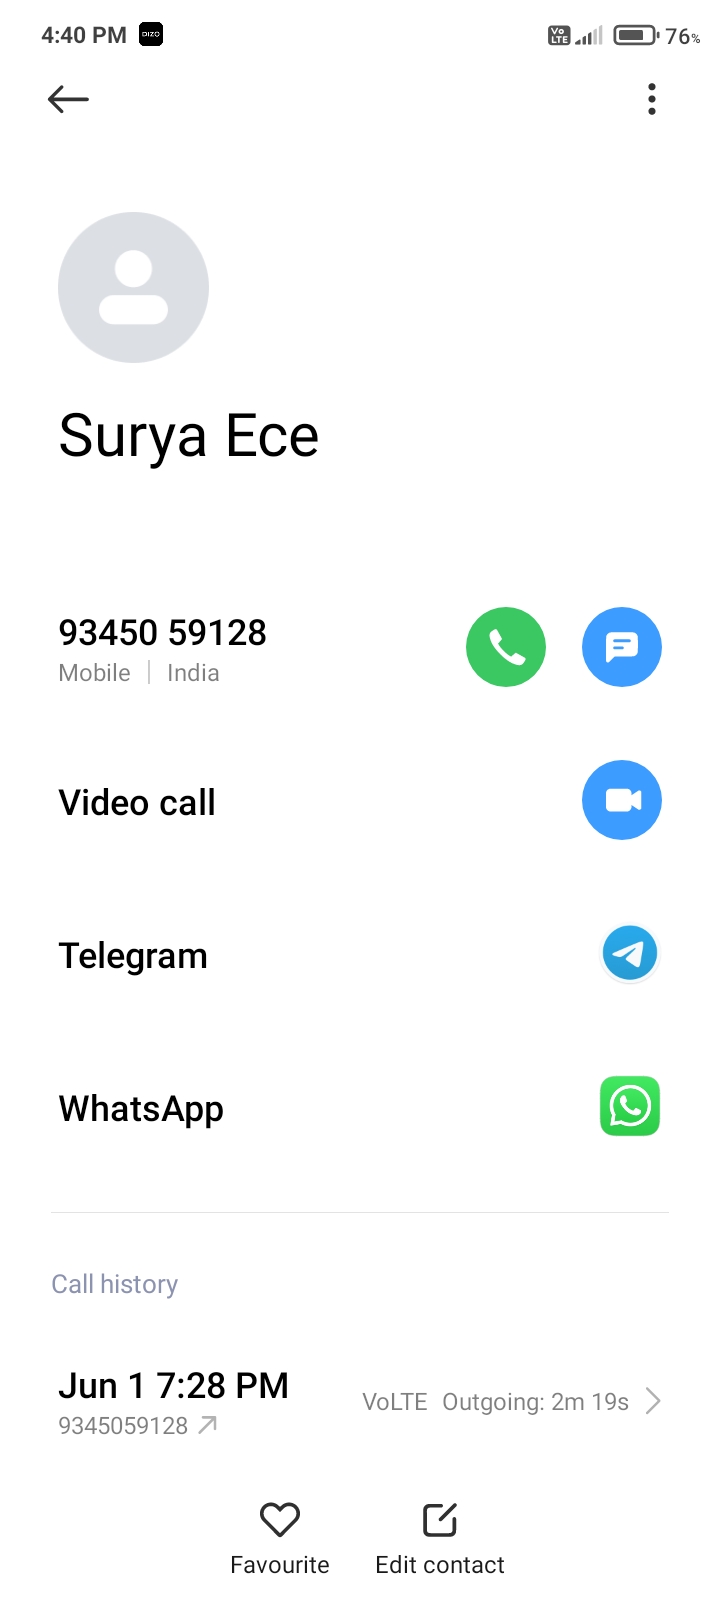 4:40 PM DIZO Vo LTE 76%
Surya Ece
93450 59128
Mobile | India
Video call
Telegram
WhatsApp
Call history
Jun 1 7:28 PM
9345059128
VoLTE Outgoing: 2m 19s
Favourite Edit contact